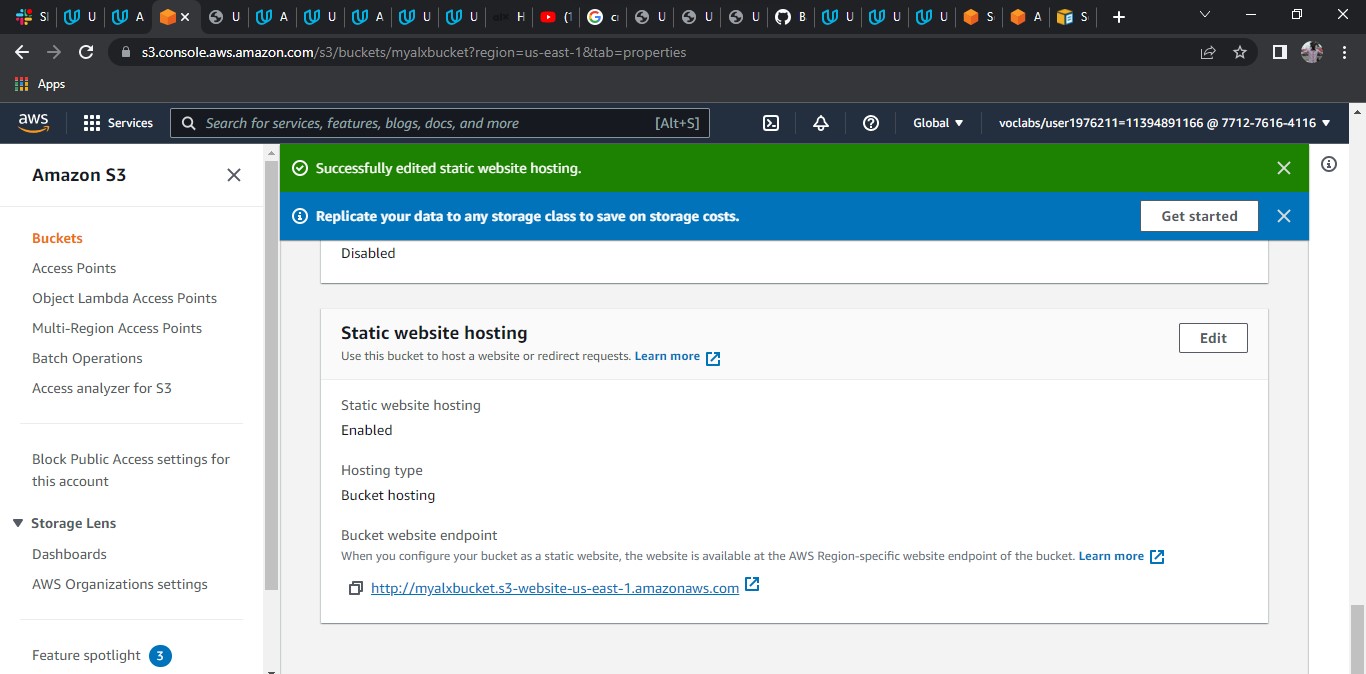 Sl U A U A U A U U H (1 G cr U U U B U U U S A S
s3.console.aws.amazon.com/s3/buckets/myalxbucket?region=us-east-1&tab=properties
Apps
aws Services Search for services, features, blogs, docs, and more [Alt+S] Global voclabs/user1976211=11394891166 @ 7712-7616-4116
Amazon S3
Buckets
Access Points
Object Lambda Access Points
Multi-Region Access Points
Batch Operations
Access analyzer for S3
Block Public Access settings for
this account
Storage Lens
Dashboards
AWS Organizations settings
Feature spotlight 3
Successfully edited static website hosting.
Replicate your data to any storage class to save on storage costs. Get started
Disabled
Static website hosting
Edit
Use this bucket to host a website or redirect requests. Learn more
Static website hosting
Enabled
Hosting type
Bucket hosting
Bucket website endpoint
When you configure your bucket as a static website, the website is available at the AWS Region-specific website endpoint of the bucket. Learn more
http://myalxbucket.s3-website-us-east-1.amazonaws.com